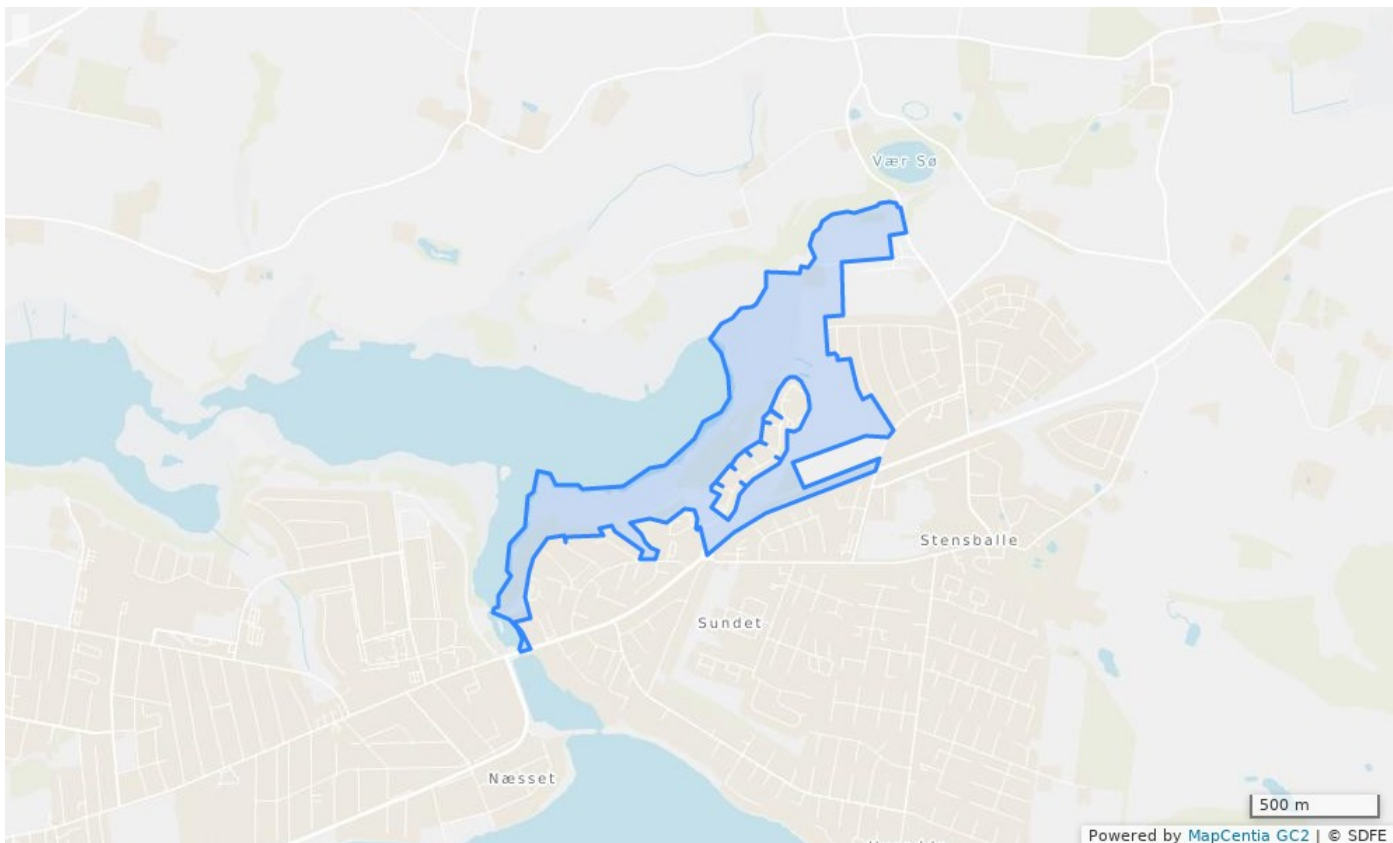 Vær Sø
Stensballe
Sundet
Næsset
500 m
Powered by MapCentia GC2 | © SDFE